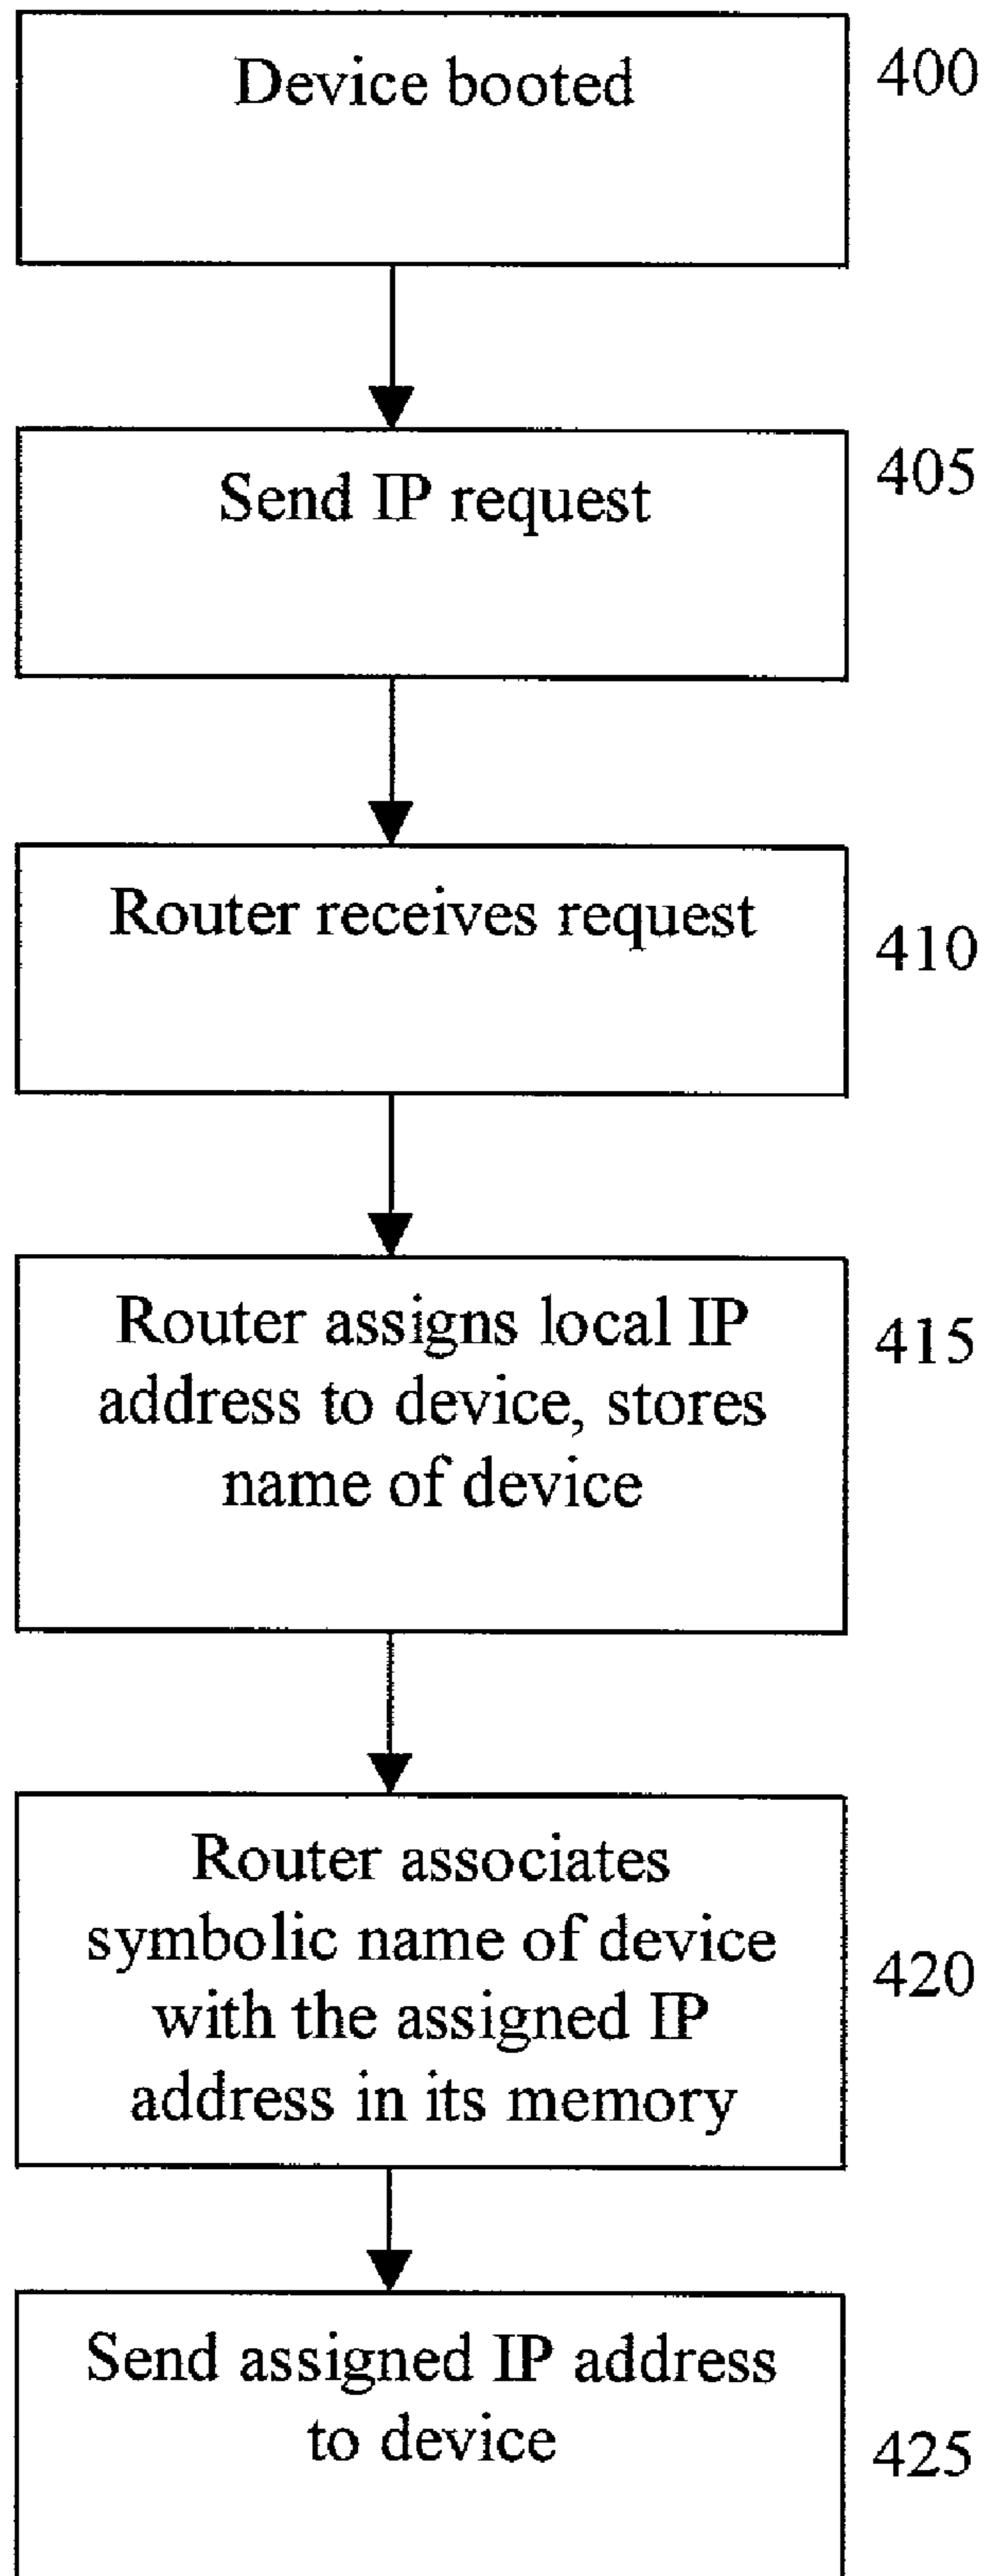 Device booted
400
Send IP request
405
Router receives request
410
Router assigns local IP
address to device, stores
name of device
415
Router associates
symbolic name of device
with the assigned IP
address in its memory
420
Send assigned IP address
to device
425